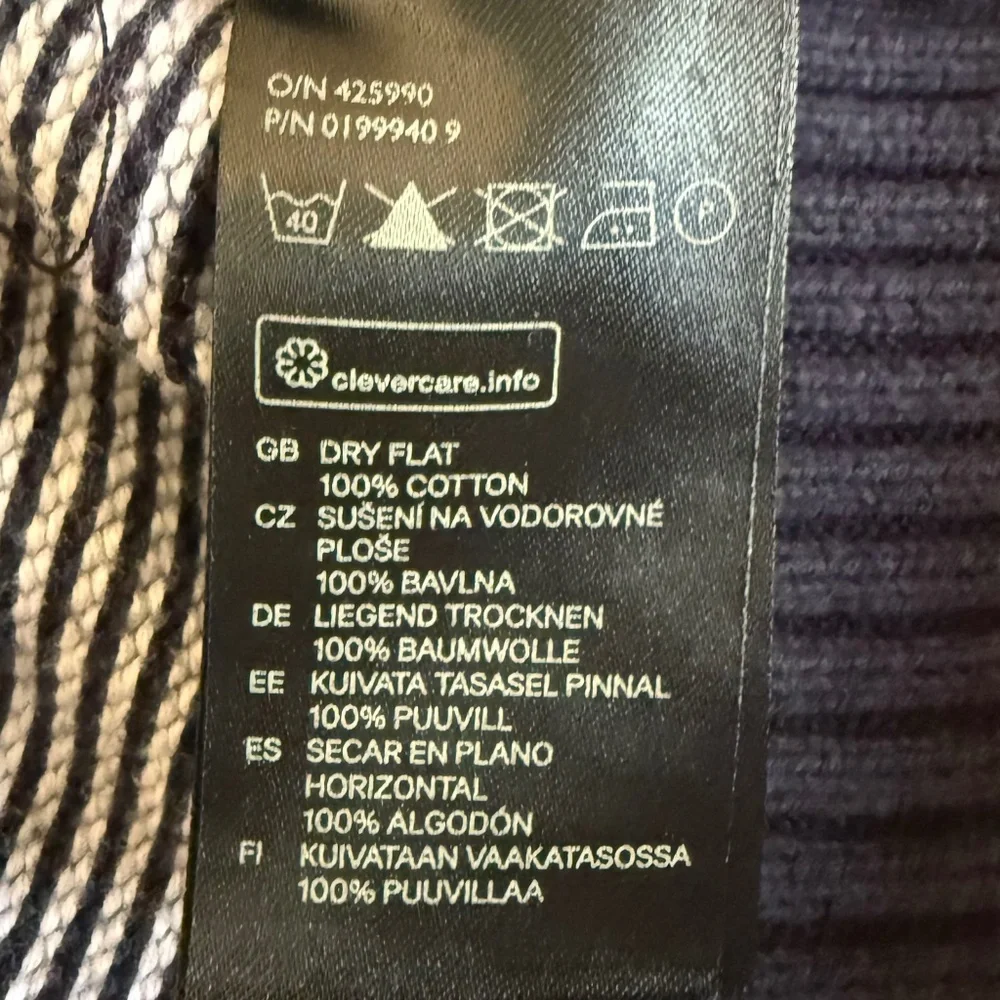 O/N 425990
P/N 0199940 9
40 P
clevercare.info
GB DRY FLAT
100% COTTON
CZ SUŠENÍ NA VODOROVNÉ
PLOŠE
100% BAVLNA
DE LIEGEND TROCKNEN
100% BAUMWOLLE
EE KUIVATA TASASEL PINNAL
100% PUUVILL
ES SECAR EN PLANO
HORIZONTAL
100% ALGODÓN
FI KUIVATAAN VAAKATASOSSA
100% PUUVILLAA